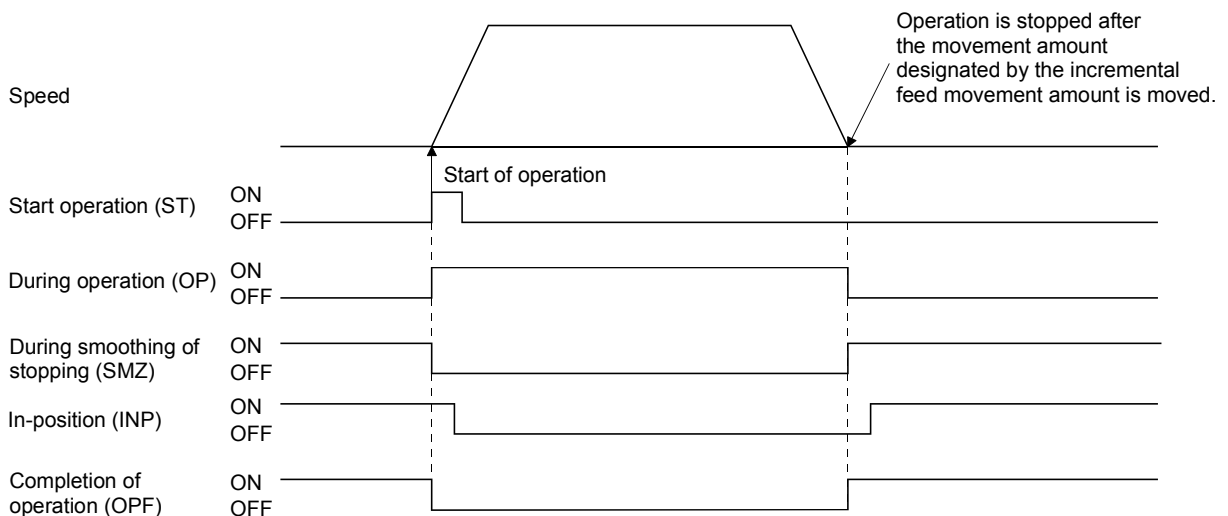 Operation is stopped after
the movement amount
designated by the incremental
feed movement amount is moved.
Speed
Start of operation
Start operation (ST)
ON
OFF
During operation (OP)
ON
OFF
During smoothing of
stopping (SMZ)
ON
OFF
In-position (INP)
ON
OFF
Completion of
operation (OPF)
ON
OFF